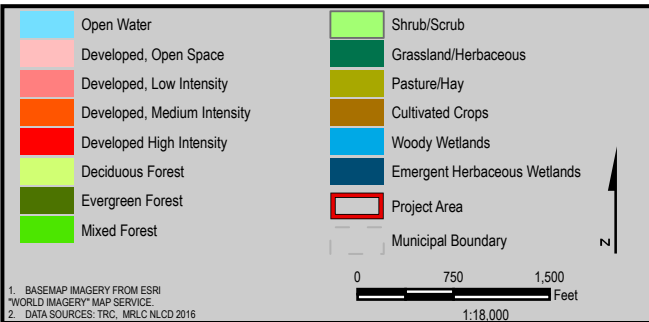 Open Water
Developed, Open Space
Developed, Low Intensity
Developed, Medium Intensity
Developed High Intensity
Deciduous Forest
Evergreen Forest
Mixed Forest
Shrub/Scrub
Grassland/Herbaceous
Pasture/Hay
Cultivated Crops
Woody Wetlands
Emergent Herbaceous Wetlands
Project Area
Municipal Boundary
N
1. BASEMAP IMAGERY FROM ESRI
"WORLD IMAGERY" MAP SERVICE.
2. DATA SOURCES: TRC, MRLC NLCD 2016
0 750 1,500
Feet
1:18,000